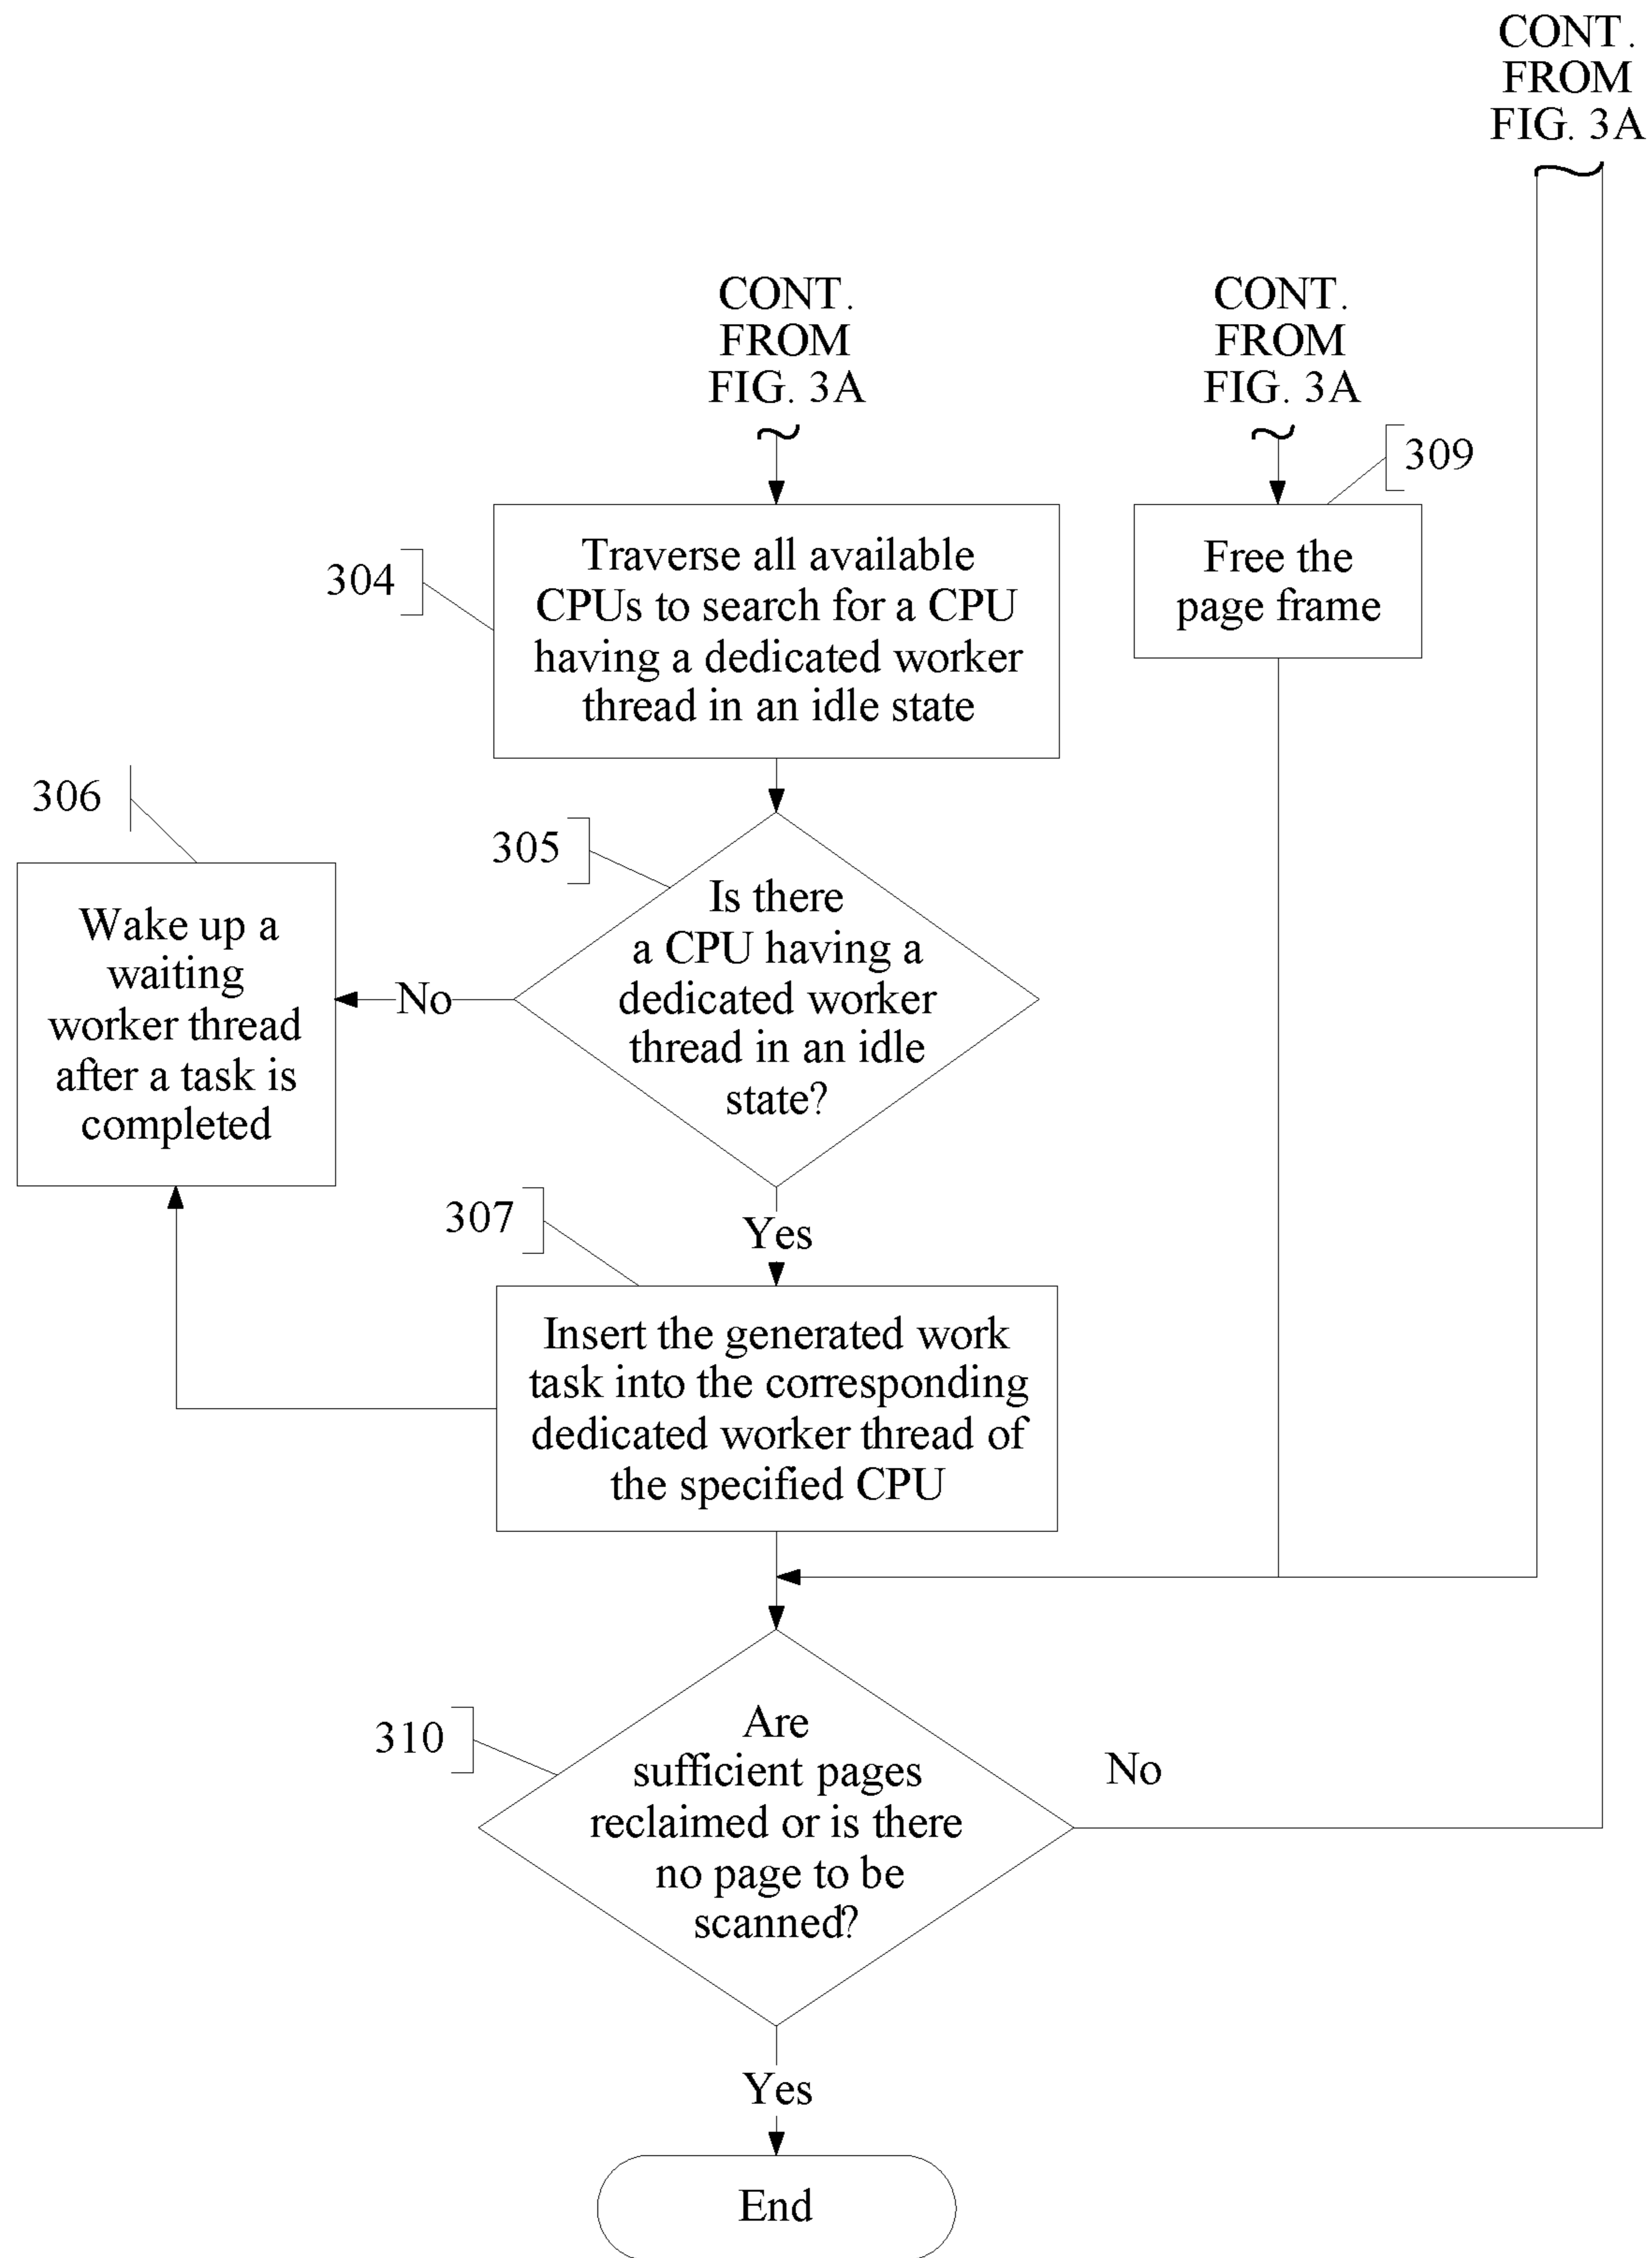 CONT.
FROM
FIG. 3A
CONT.
FROM
FIG. 3A
CONT.
FROM
FIG. 3A
309
304
Traverse all available
CPUs to search for a CPU
having a dedicated worker
thread in an idle state
Free the
page frame
306
305
Wake up a
waiting
worker thread
after a task is
completed
No
Is there
a CPU having a
dedicated worker
thread in an idle
state?
307
Yes
Insert the generated work
task into the corresponding
dedicated worker thread of
the specified CPU
310
Are
sufficient pages
reclaimed or is there
no page to be
scanned?
No
Yes
End